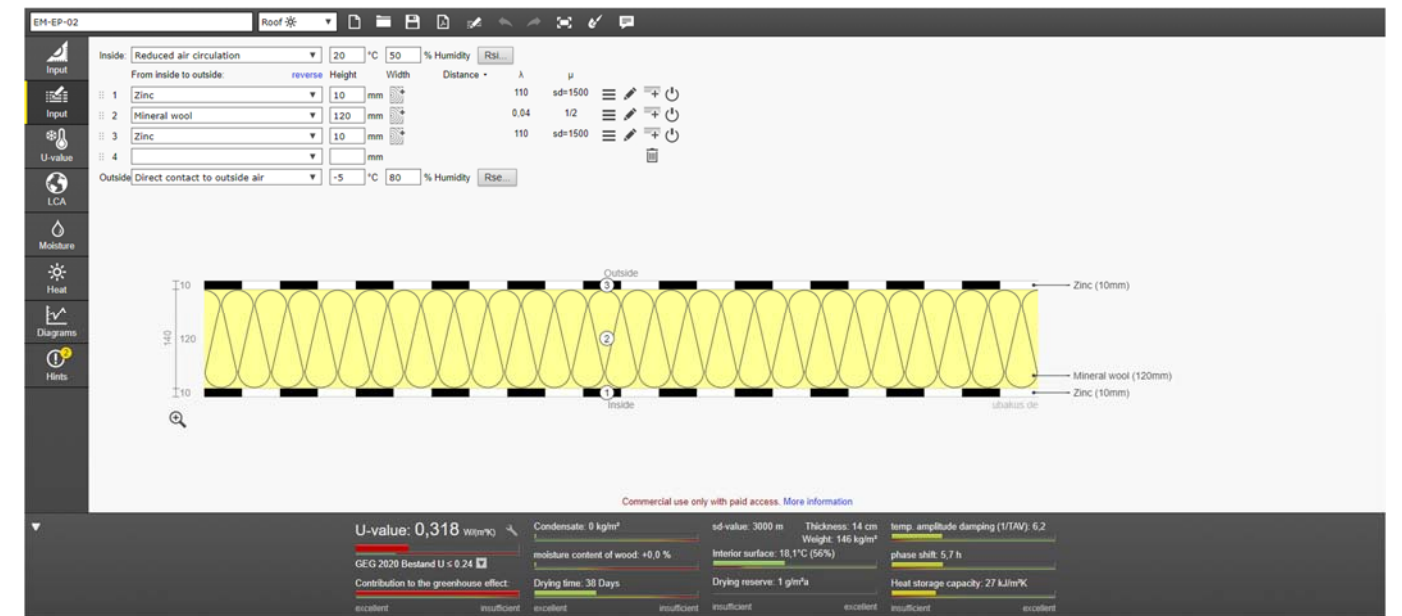 EM-EP-02 Roof
Input
Input
U-value
LCA
Moisture
Heat
Diagrams
Hints 2
Inside: Reduced air circulation 20 °C 50 % Humidity Rsi...
From inside to outside: reverse Height Width Distance λ μ
1 Zinc 10 mm 110 sd=1500
2 Mineral wool 120 mm 0,04 1/2
3 Zinc 10 mm 110 sd=1500
4 mm
Outside Direct contact to outside air -5 °C 80 % Humidity Rse...
Outside
10 3 Zinc (10mm)
140 120 2
Mineral wool (120mm)
10 1 Zinc (10mm)
Inside ubakus.de
Commercial use only with paid access. More information
U-value: 0,318 W/(m²K)
GEG 2020 Bestand U ≤ 0.24
Contribution to the greenhouse effect:
excellent insufficient
Condensate: 0 kg/m²
moisture content of wood: +0,0 %
Drying time: 38 Days
excellent insufficient
sd-value: 3000 m Thickness: 14 cm
Weight: 146 kg/m²
Interior surface: 18,1°C (56%)
Drying reserve: 1 g/m²a
insufficient excellent
temp. amplitude damping (1/TAV): 6,2
phase shift: 5,7 h
Heat storage capacity: 27 kJ/m²K
insufficient excellent